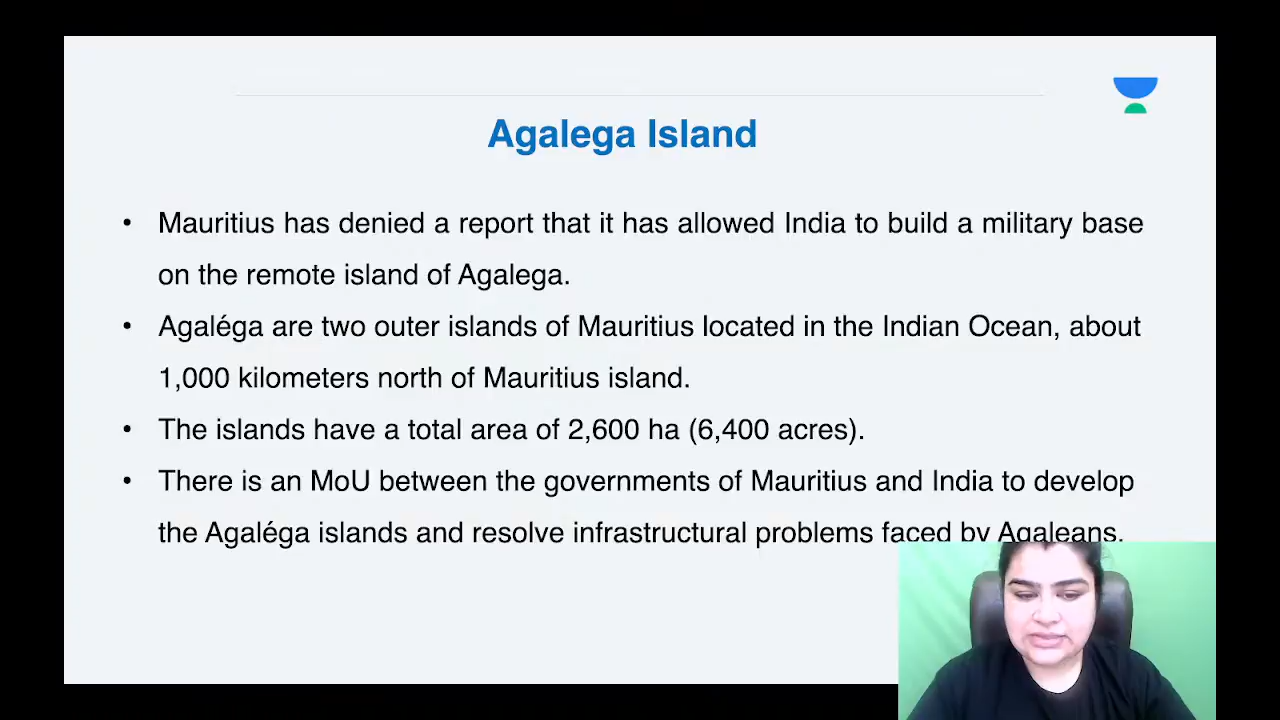 Agalega Island
• Mauritius has denied a report that it has allowed India to build a military base
on the remote island of Agalega.
• Agaléga are two outer islands of Mauritius located in the Indian Ocean, about
1,000 kilometers north of Mauritius island.
• The islands have a total area of 2,600 ha (6,400 acres).
• There is an MoU between the governments of Mauritius and India to develop
the Agaléga islands and resolve infrastructural problems faced by Agaleans.